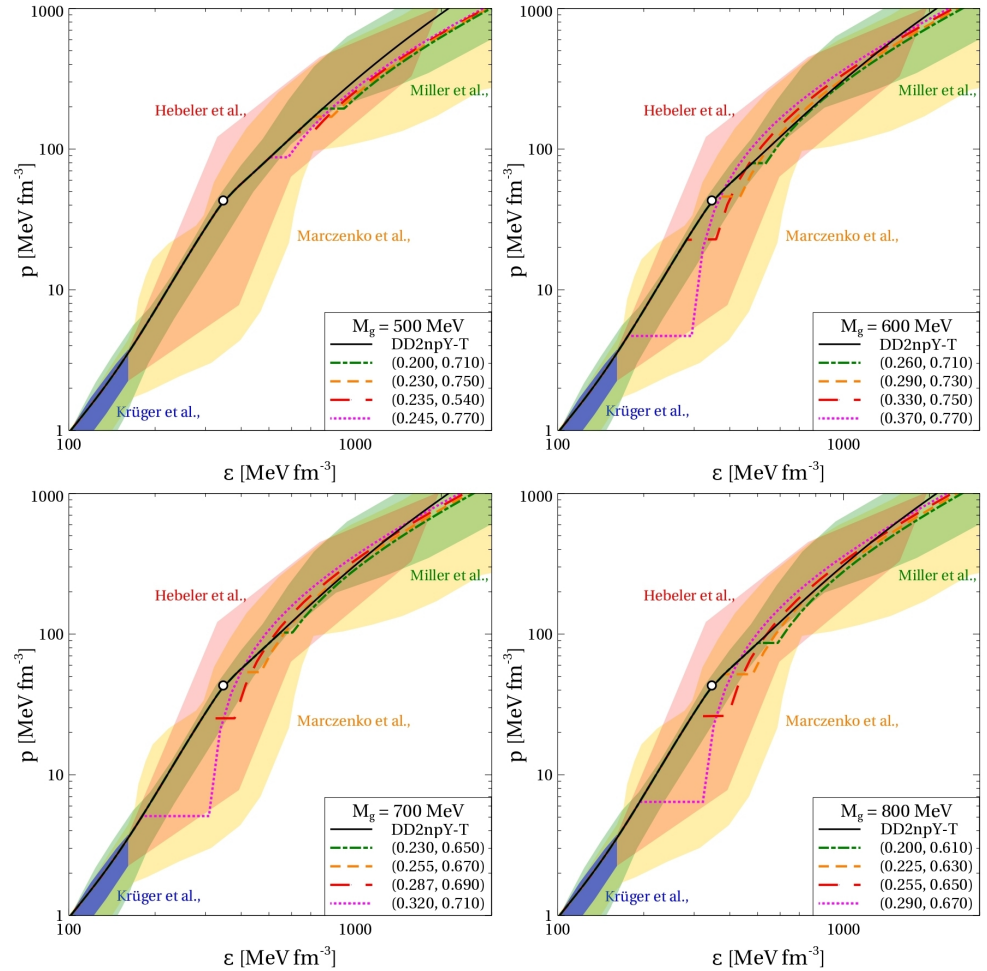 1000
100
10
1
p [MeV fm⁻³]
Hebeler et al.,
Miller et al.,
Marczenko et al.,
Krüger et al.,
M_g = 500 MeV
DD2npY-T
(0.200, 0.710)
(0.230, 0.750)
(0.235, 0.540)
(0.245, 0.770)
100
1000
ε [MeV fm⁻³]
1000
100
10
1
p [MeV fm⁻³]
Hebeler et al.,
Miller et al.,
Marczenko et al.,
Krüger et al.,
M_g = 600 MeV
DD2npY-T
(0.260, 0.710)
(0.290, 0.730)
(0.330, 0.750)
(0.370, 0.770)
100
1000
ε [MeV fm⁻³]
1000
100
10
1
p [MeV fm⁻³]
Hebeler et al.,
Miller et al.,
Marczenko et al.,
Krüger et al.,
M_g = 700 MeV
DD2npY-T
(0.230, 0.650)
(0.255, 0.670)
(0.287, 0.690)
(0.320, 0.710)
100
1000
ε [MeV fm⁻³]
1000
100
10
1
p [MeV fm⁻³]
Hebeler et al.,
Miller et al.,
Marczenko et al.,
Krüger et al.,
M_g = 800 MeV
DD2npY-T
(0.200, 0.610)
(0.225, 0.630)
(0.255, 0.650)
(0.290, 0.670)
100
1000
ε [MeV fm⁻³]